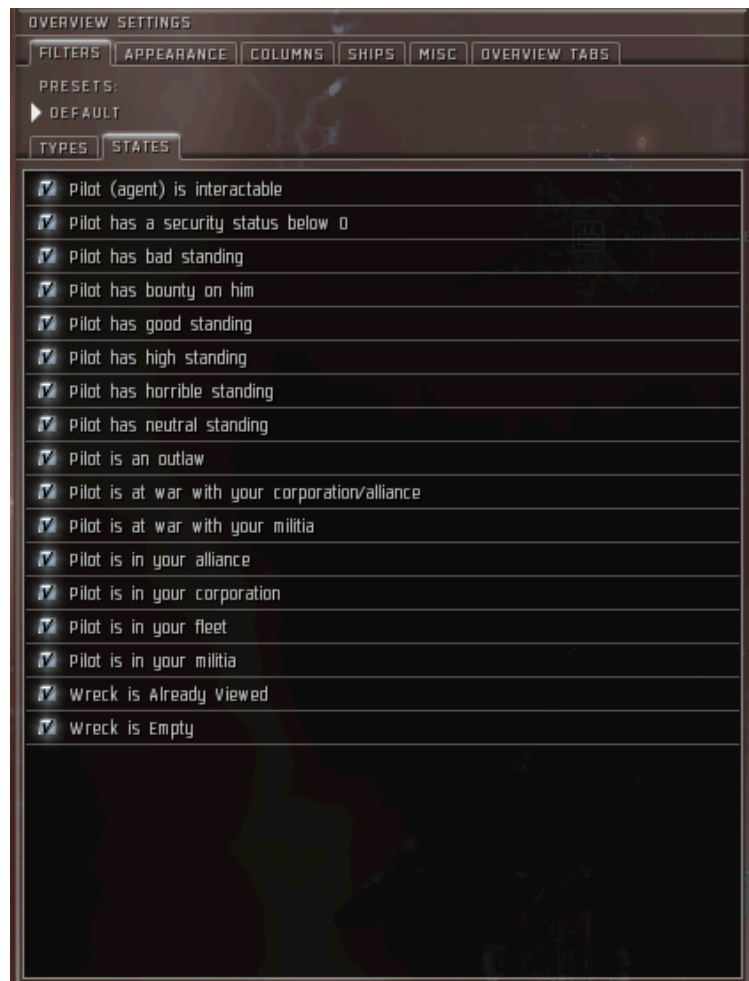 OVERVIEW SETTINGS
FILTERS APPEARANCE COLUMNS SHIPS MISC OVERVIEW TABS
PRESETS:
DEFAULT
TYPES STATES
Pilot (agent) is interactable
Pilot has a security status below 0
Pilot has bad standing
Pilot has bounty on him
Pilot has good standing
Pilot has high standing
Pilot has horrible standing
Pilot has neutral standing
Pilot is an outlaw
Pilot is at war with your corporation/alliance
Pilot is at war with your militia
Pilot is in your alliance
Pilot is in your corporation
Pilot is in your fleet
Pilot is in your militia
Wreck is Already Viewed
Wreck is Empty